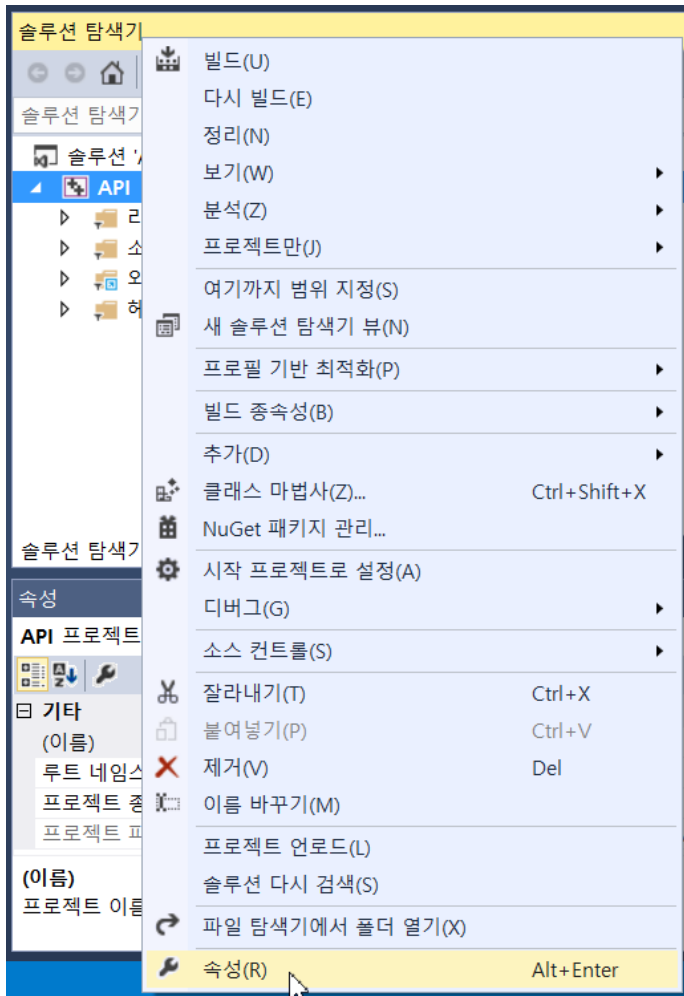 솔루션 탐색기
솔루션 탐색기
솔루션
API
리
소
오
허
솔루션 탐색기
속성
API 프로젝트
기타
(이름)
루트 네임스
프로젝트 종
프로젝트 파
(이름)
프로젝트 이름
빌드(U)
다시 빌드(E)
정리(N)
보기(W)
분석(Z)
프로젝트만(J)
여기까지 범위 지정(S)
새 솔루션 탐색기 뷰(N)
프로필 기반 최적화(P)
빌드 종속성(B)
추가(D)
클래스 마법사(Z)... Ctrl+Shift+X
NuGet 패키지 관리...
시작 프로젝트로 설정(A)
디버그(G)
소스 컨트롤(S)
잘라내기(T) Ctrl+X
붙여넣기(P) Ctrl+V
제거(V) Del
이름 바꾸기(M)
프로젝트 언로드(L)
솔루션 다시 검색(S)
파일 탐색기에서 폴더 열기(X)
속성(R) Alt+Enter